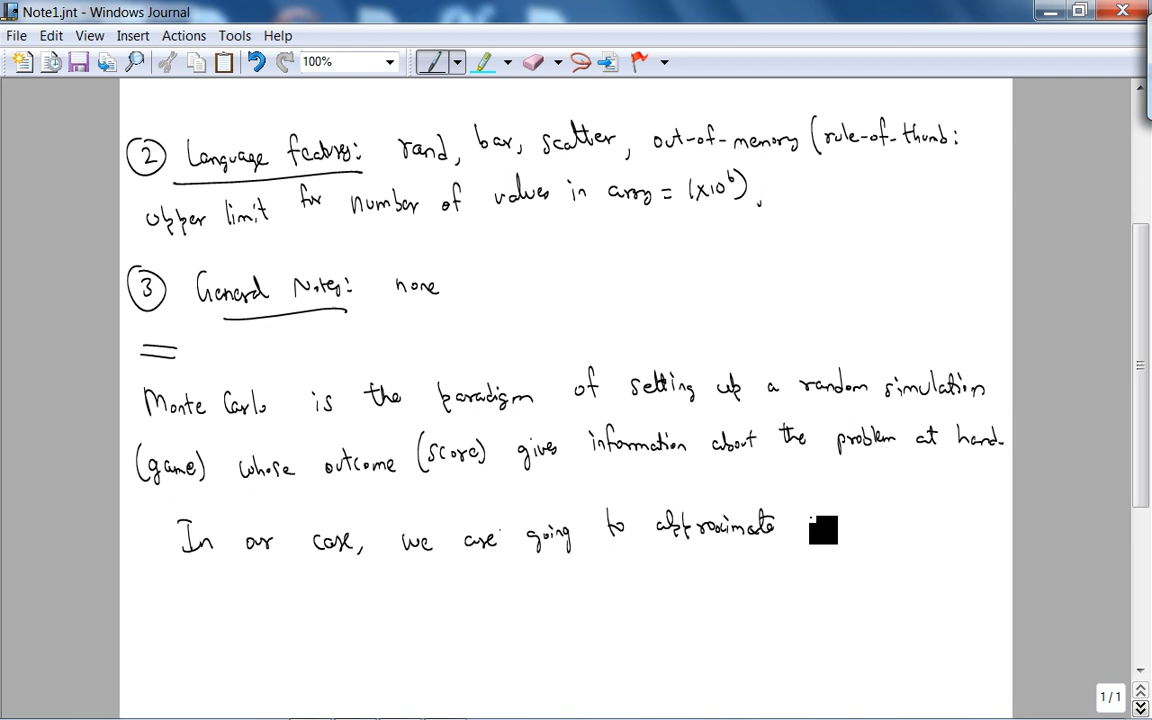 Note1.jnt - Windows Journal
File Edit View Insert Actions Tools Help
100%
② Language features: rand, bar, scatter, out-of-memory (rule-of-thumb:
upper limit for number of values in array = 1x10^6).
③ General Notes: none
Monte Carlo is the paradigm of setting up a random simulation
(game) whose outcome (score) gives information about the problem at hand.
In our case, we are going to approximate
1/1